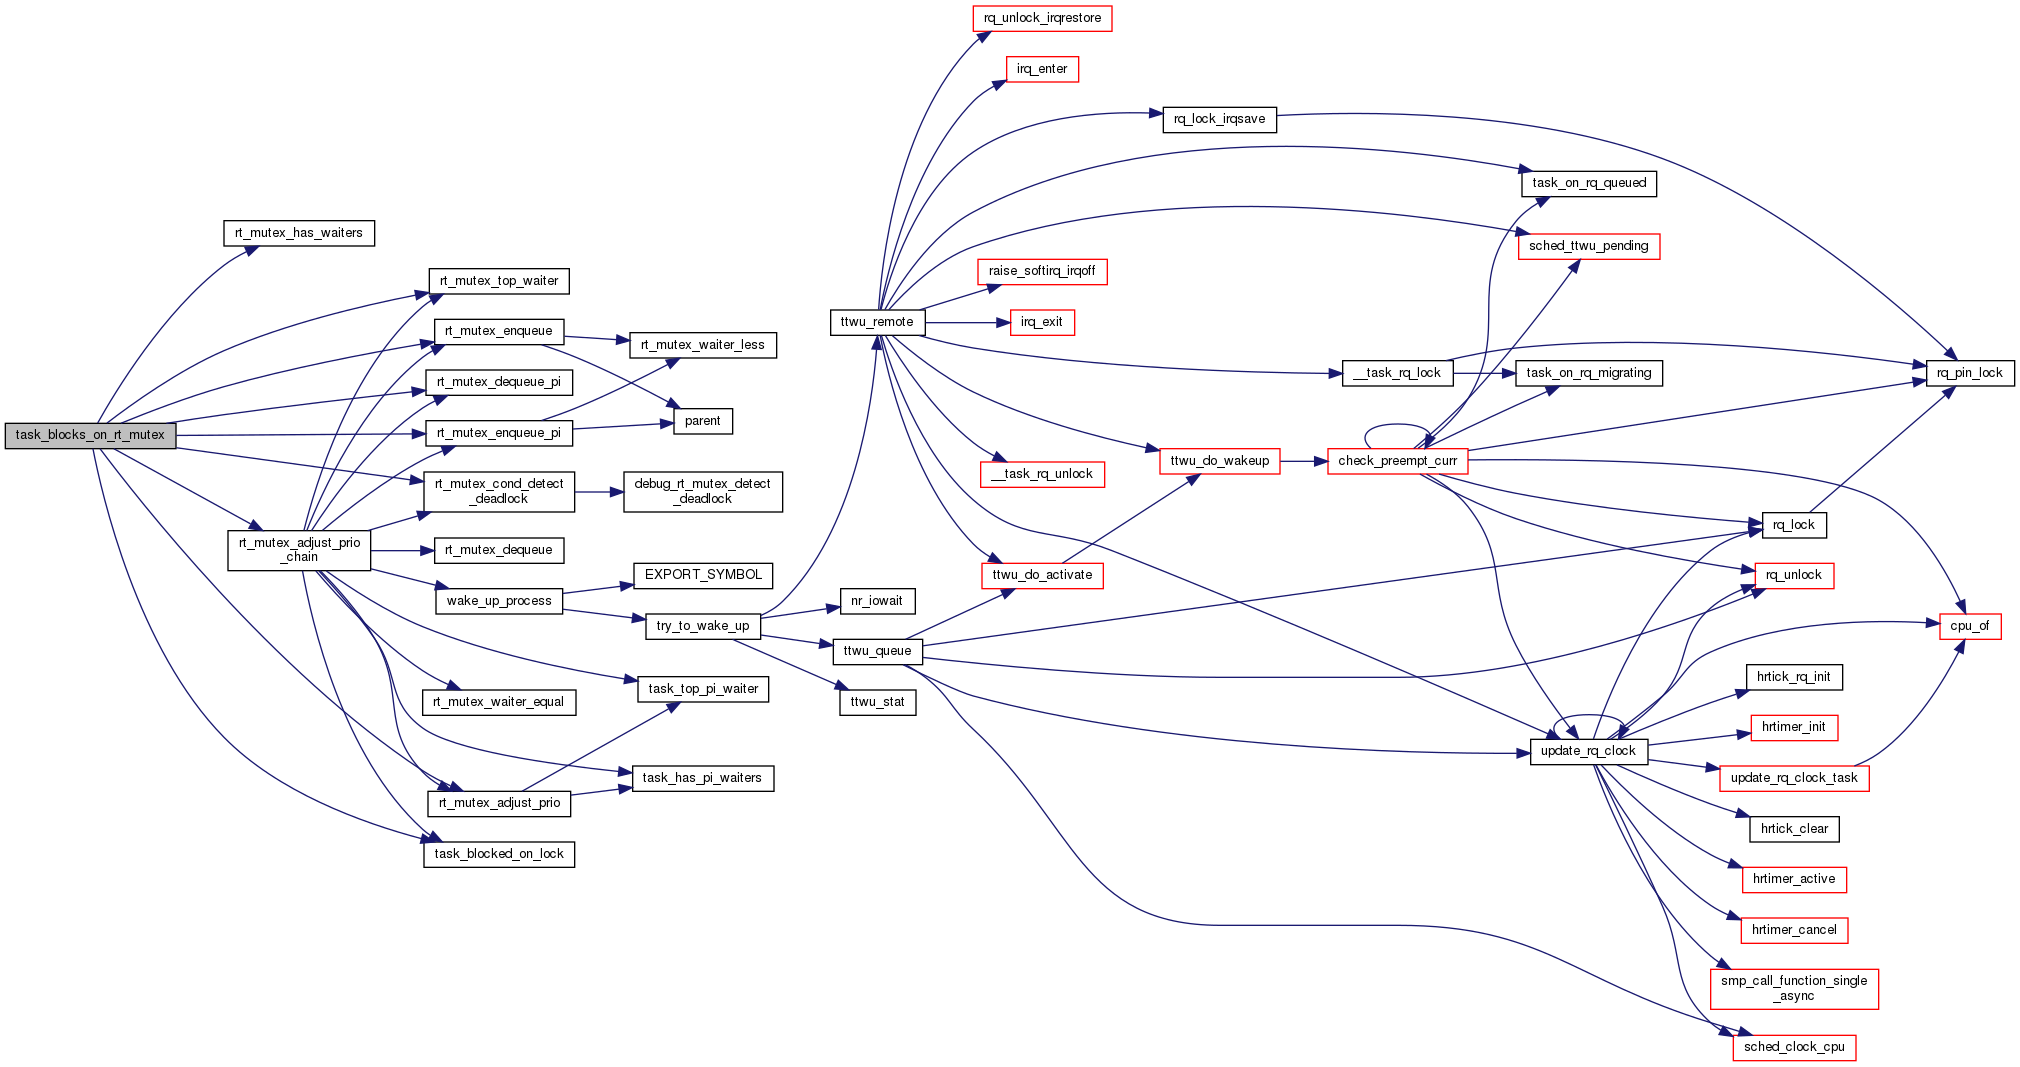 rq_unlock_irqrestore
irq_enter
rq_lock_irqsave
task_on_rq_queued
rt_mutex_has_waiters
sched_ttwu_pending
raise_softirq_irqoff
rt_mutex_top_waiter
ttwu_remote
irq_exit
rt_mutex_enqueue
rt_mutex_waiter_less
__task_rq_lock
task_on_rq_migrating
rq_pin_lock
rt_mutex_dequeue_pi
parent
task_blocks_on_rt_mutex
rt_mutex_enqueue_pi
ttwu_do_wakeup
check_preempt_curr
__task_rq_unlock
rt_mutex_cond_detect
_deadlock
debug_rt_mutex_detect
_deadlock
rq_lock
rt_mutex_adjust_prio
_chain
rt_mutex_dequeue
EXPORT_SYMBOL
ttwu_do_activate
rq_unlock
wake_up_process
nr_iowait
try_to_wake_up
cpu_of
ttwu_queue
hrtick_rq_init
task_top_pi_waiter
rt_mutex_waiter_equal
ttwu_stat
hrtimer_init
update_rq_clock
task_has_pi_waiters
update_rq_clock_task
rt_mutex_adjust_prio
hrtick_clear
task_blocked_on_lock
hrtimer_active
hrtimer_cancel
smp_call_function_single
_async
sched_clock_cpu